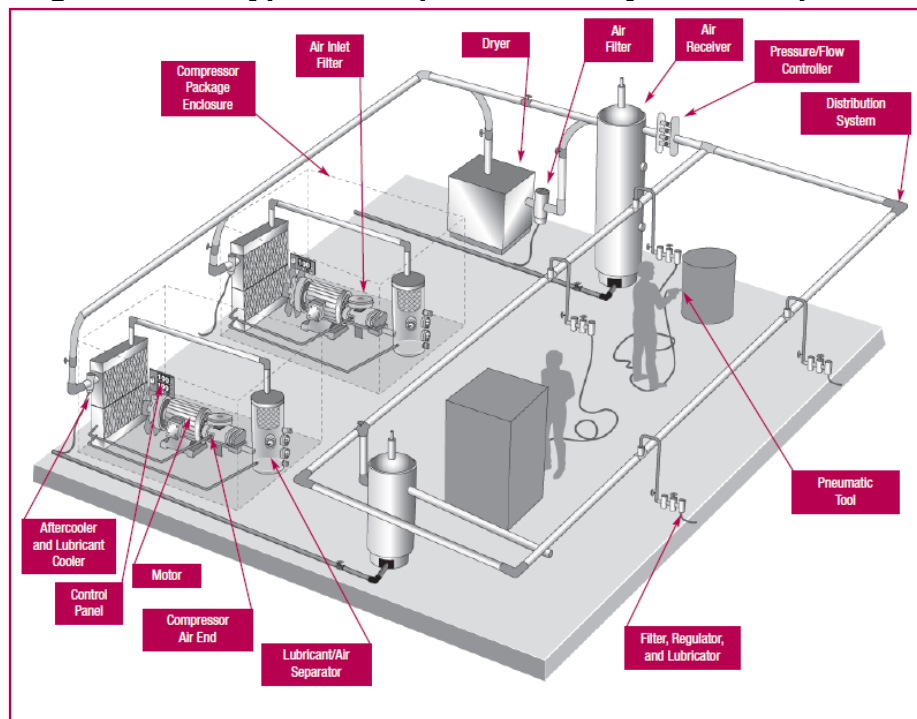 Air Inlet
Filter
Dryer
Air
Filter
Air
Receiver
Pressure/Flow
Controller
Compressor
Package
Enclosure
Distribution
System
Aftercooler
and Lubricant
Cooler
Control
Panel
Motor
Compressor
Air End
Lubricant/Air
Separator
Pneumatic
Tool
Filter, Regulator,
and Lubricator